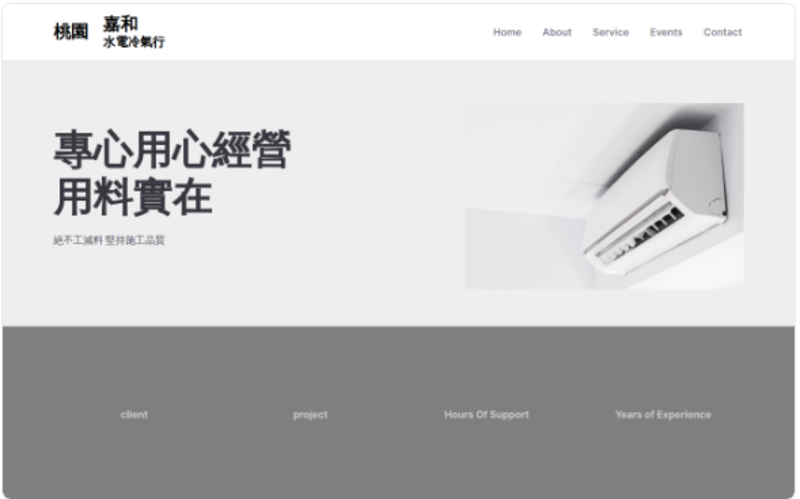 桃園
嘉和
水電冷氣行
Home About Service Events Contact
專心用心經營
用料實在
絕不工減料 堅持施工品質
client project Hours Of Support Years of Experience